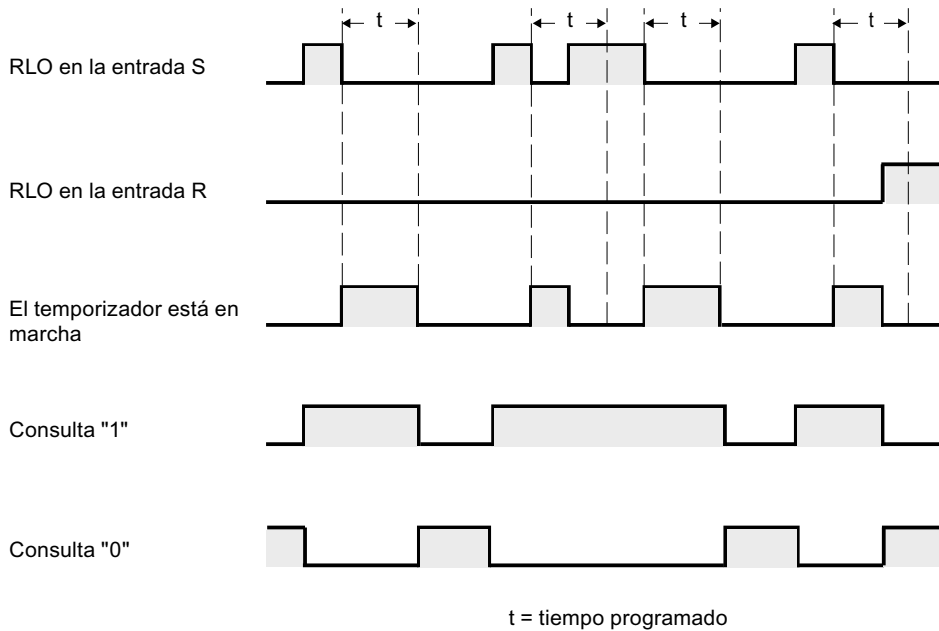 t t t t
RLO en la entrada S
RLO en la entrada R
El temporizador está en
marcha
Consulta "1"
Consulta "0"
t = tiempo programado